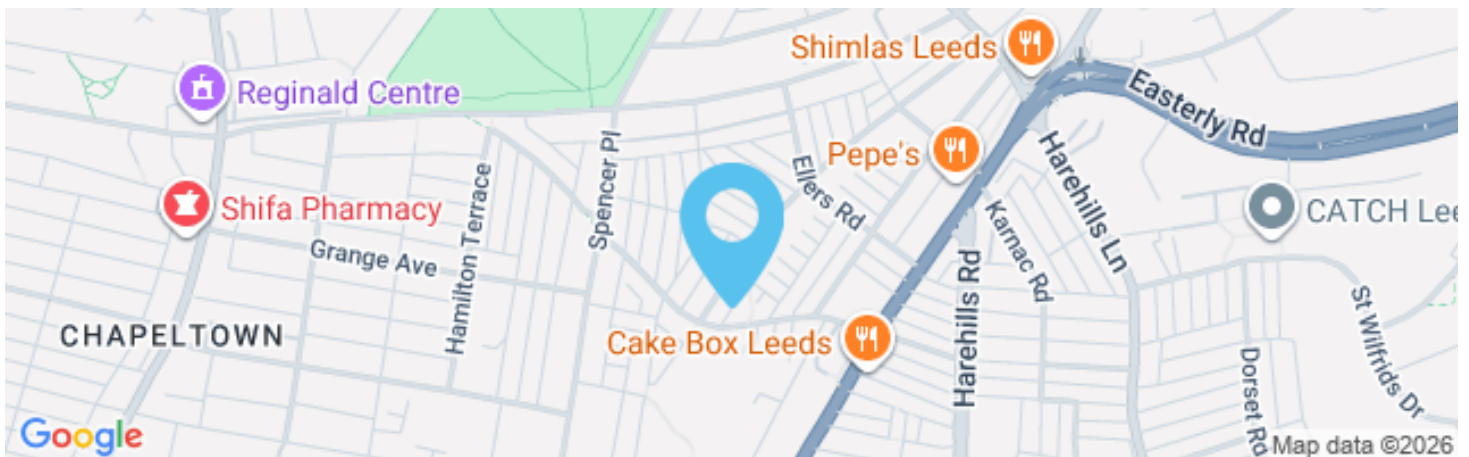 Shimlas Leeds
Easterly Rd
Reginald Centre
Pepe's
Ellers Rd
Spencer Pl
Harehills Ln
Shifa Pharmacy
Hamilton Terrace
Karnac Rd
CATCH Lee
Grange Ave
CHAPELTOWN
Cake Box Leeds
Harehills Rd
St Wilfrids Dr
Dorset Rd
Google
Map data ©2026